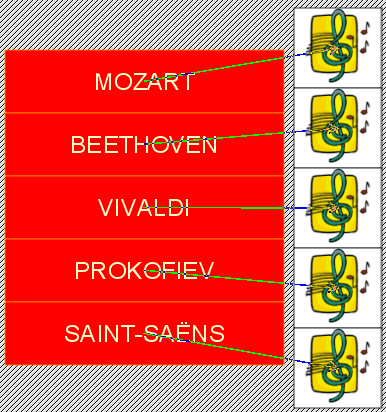 MOZART
BEETHOVEN
VIVALDI
PROKOFIEV
SAINT-SAËNS